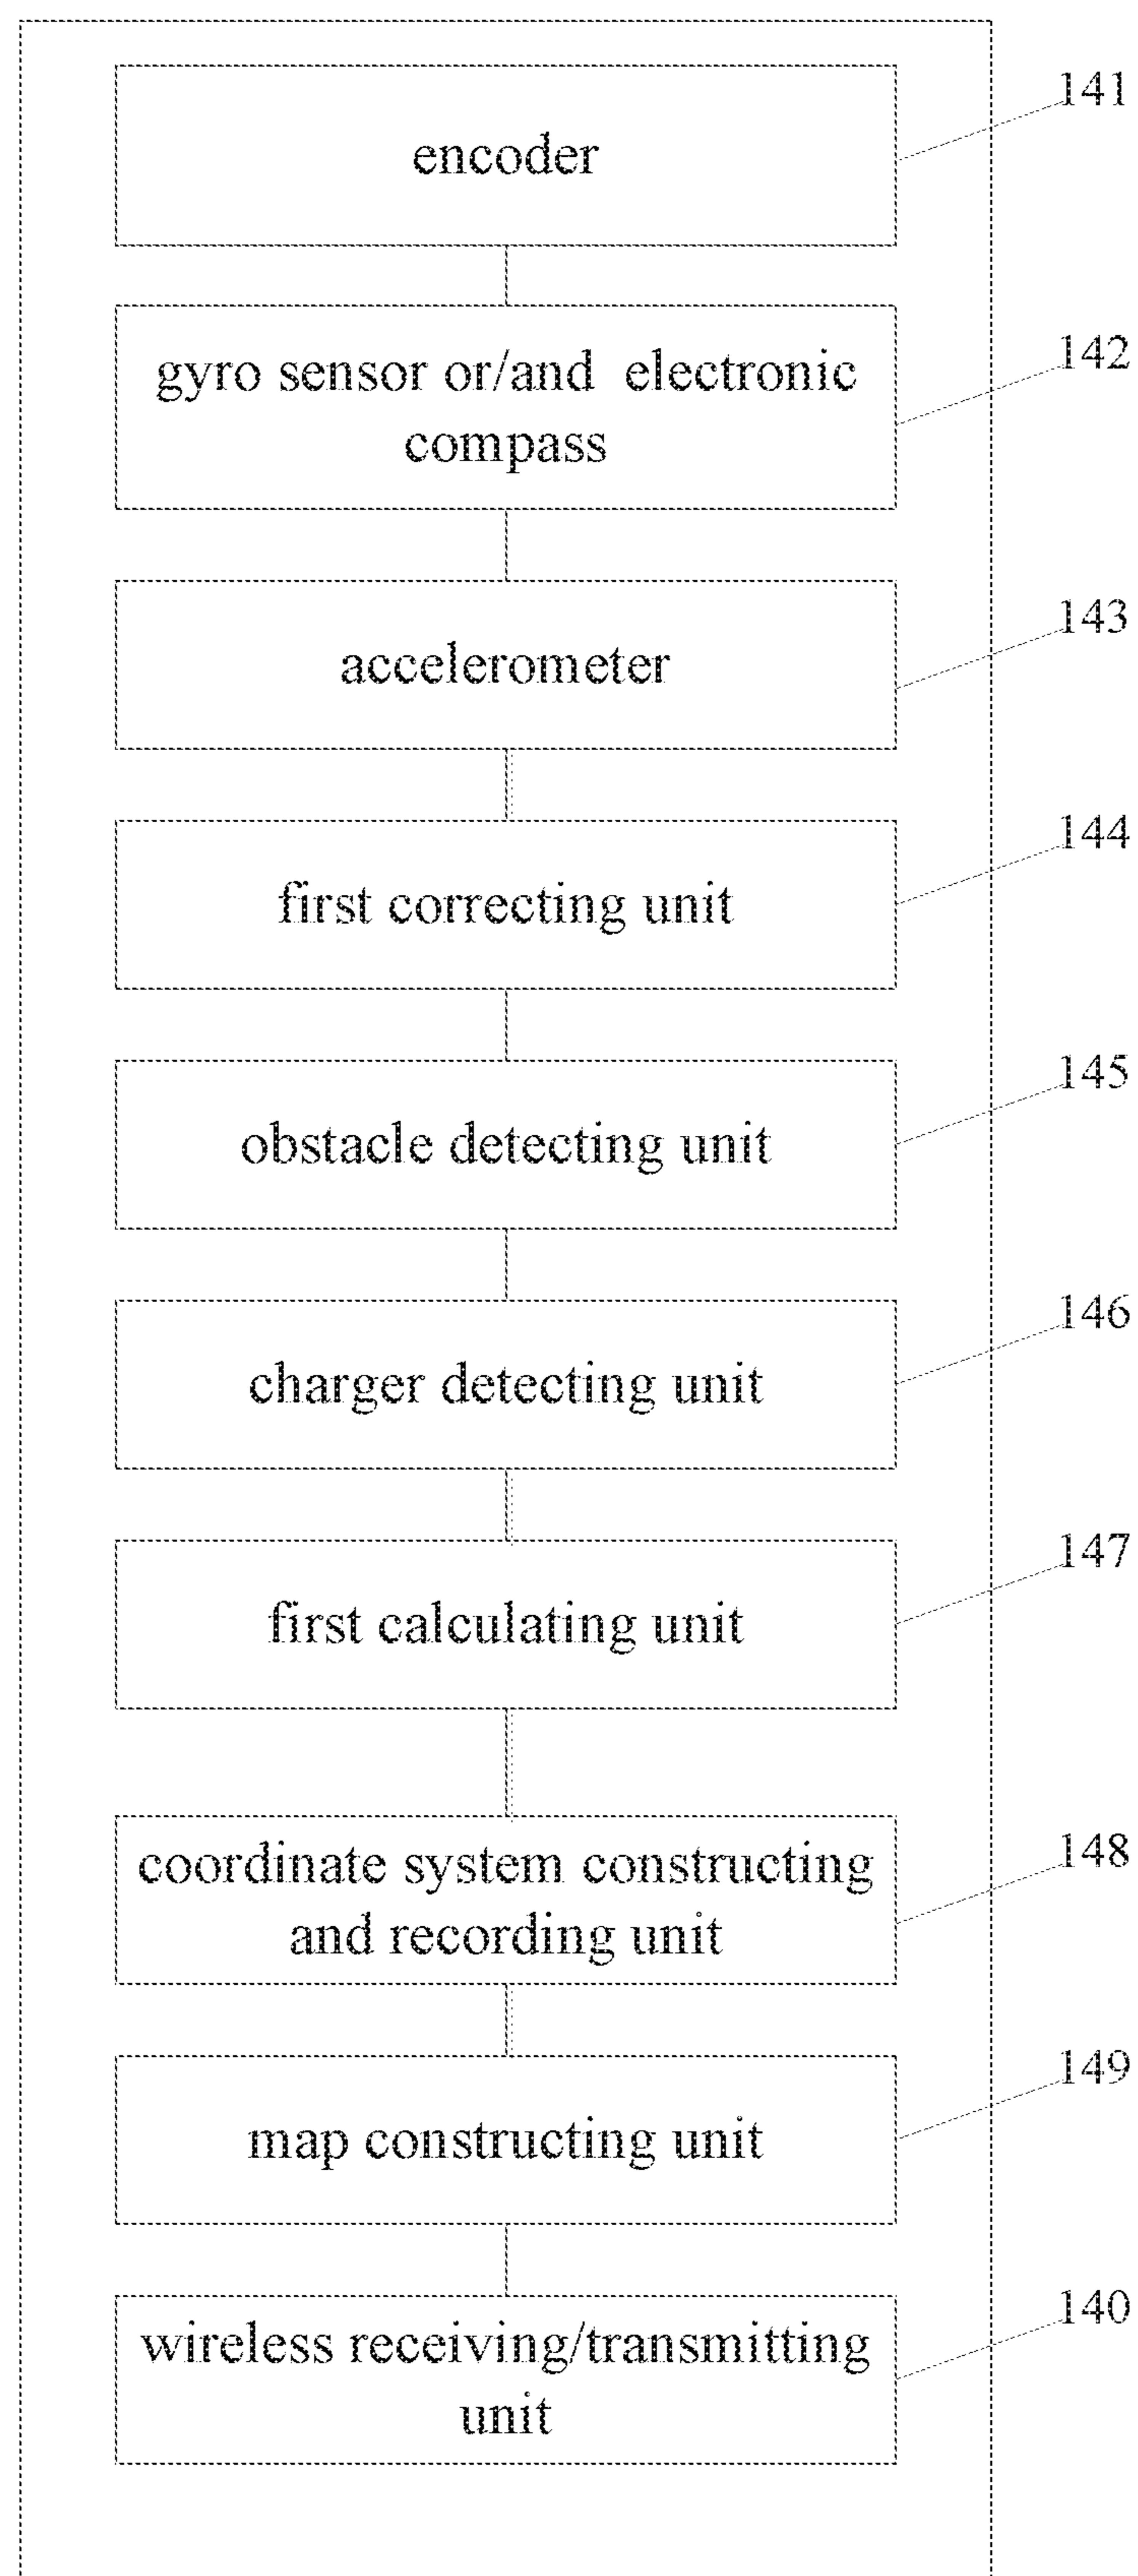 encoder
141
gyro sensor or/and electronic
compass
142
accelerometer
143
first correcting unit
144
obstacle detecting unit
145
charger detecting unit
146
first calculating unit
147
coordinate system constructing
and recording unit
148
map constructing unit
149
wireless receiving/transmitting
unit
140